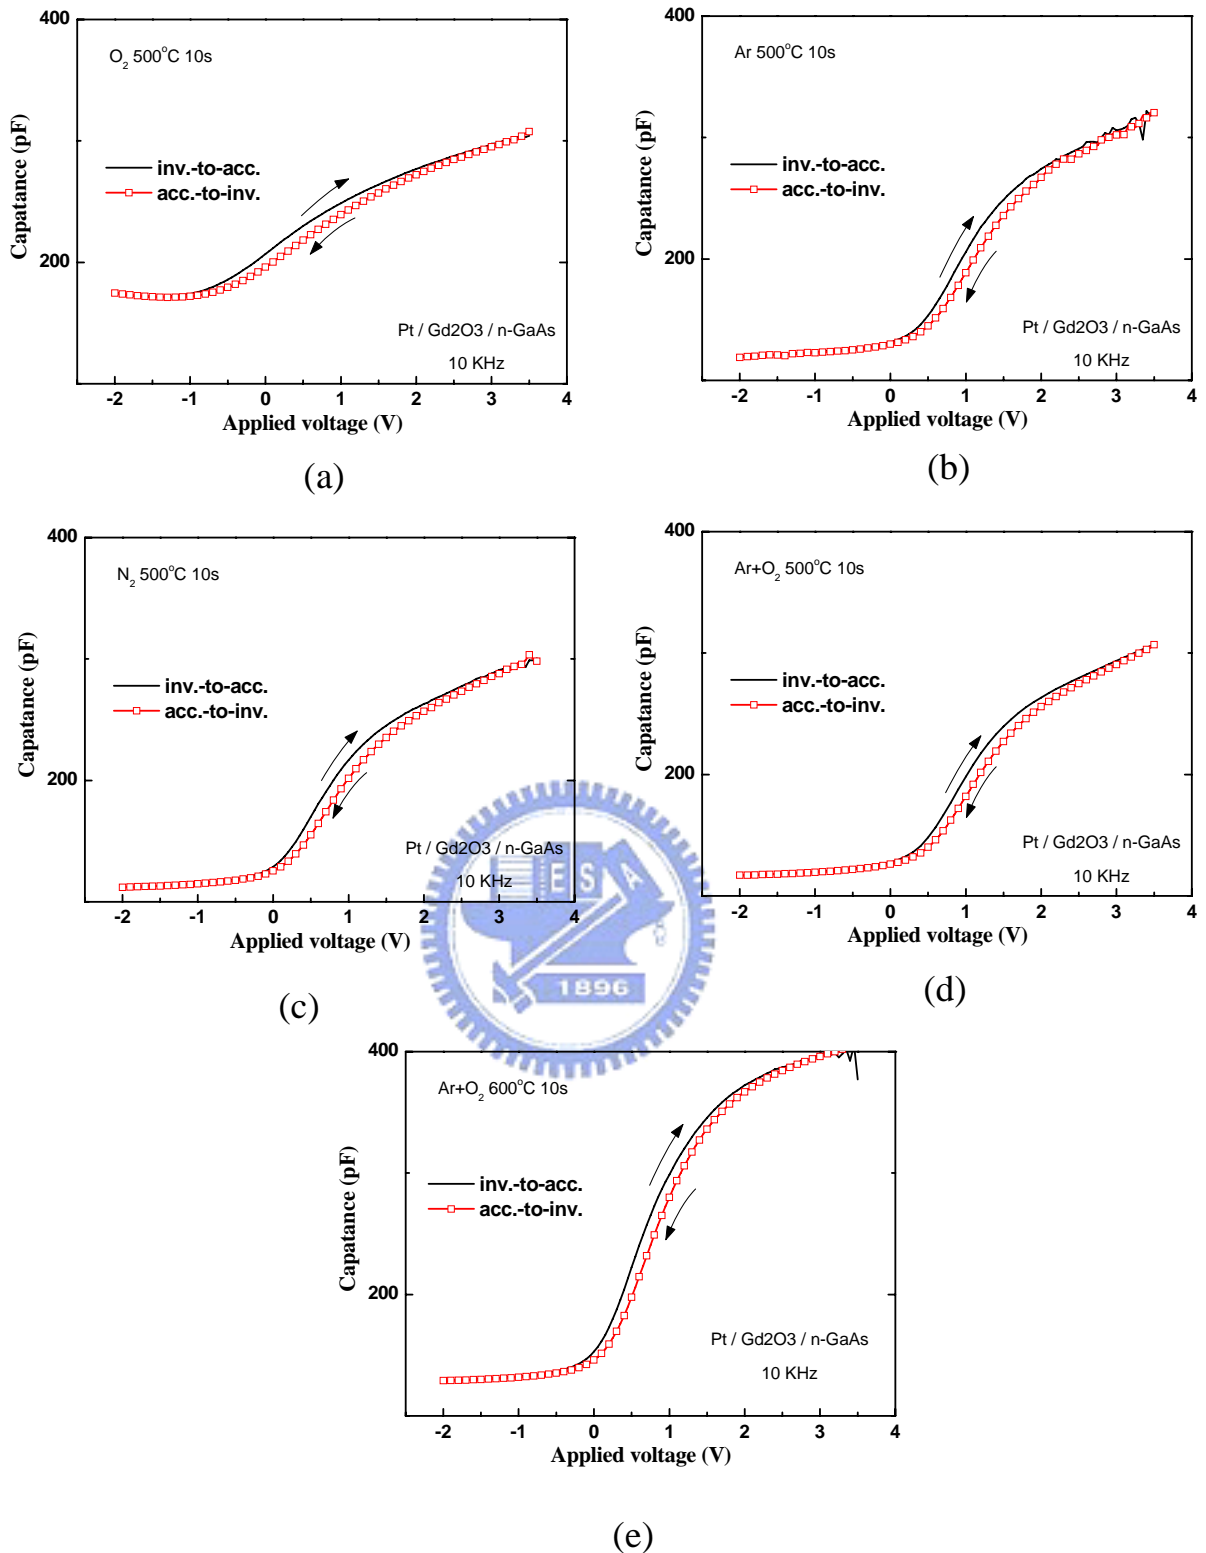 400
O2 500°C 10s
Capatance (pF)
inv.-to-acc.
acc.-to-inv.
200
Pt / Gd2O3 / n-GaAs
10 KHz
-2 -1 0 1 2 3 4
Applied voltage (V)
(a)
400
Ar 500°C 10s
Capatance (pF)
inv.-to-acc.
acc.-to-inv.
200
Pt / Gd2O3 / n-GaAs
10 KHz
-2 -1 0 1 2 3 4
Applied voltage (V)
(b)
400
N2 500°C 10s
Capatance (pF)
inv.-to-acc.
acc.-to-inv.
200
Pt / Gd2O3 / n-GaAs
10 KHz
-2 -1 0 1 2 3 4
Applied voltage (V)
(c)
400
Ar+O2 500°C 10s
Capatance (pF)
inv.-to-acc.
acc.-to-inv.
200
Pt / Gd2O3 / n-GaAs
10 KHz
-2 -1 0 1 2 3 4
Applied voltage (V)
(d)
E S A
1896
400
Ar+O2 600°C 10s
Capatance (pF)
inv.-to-acc.
acc.-to-inv.
200
Pt / Gd2O3 / n-GaAs
10 KHz
-2 -1 0 1 2 3 4
Applied voltage (V)
(e)